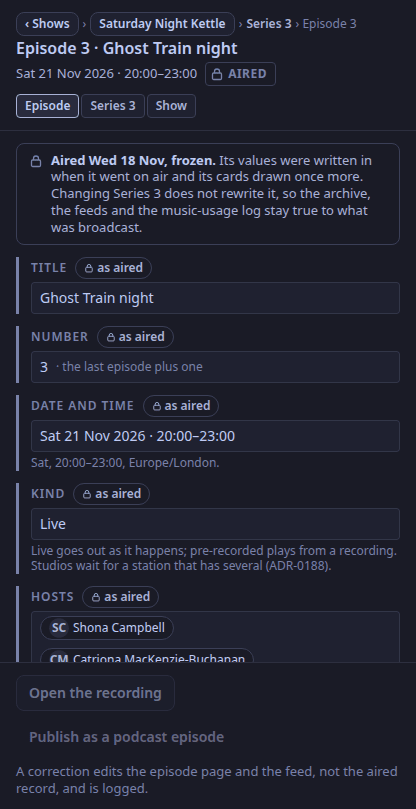 ‹ Shows › Saturday Night Kettle › Series 3 › Episode 3
Episode 3 · Ghost Train night
Sat 21 Nov 2026 · 20:00–23:00 AIRED
Episode Series 3 Show
Aired Wed 18 Nov, frozen. Its values were written in
when it went on air and its cards drawn once more.
Changing Series 3 does not rewrite it, so the archive,
the feeds and the music-usage log stay true to what
was broadcast.
TITLE as aired
Ghost Train night
NUMBER as aired
3 · the last episode plus one
DATE AND TIME as aired
Sat 21 Nov 2026 · 20:00–23:00
Sat, 20:00–23:00, Europe/London.
KIND as aired
Live
Live goes out as it happens; pre-recorded plays from a recording.
Studios wait for a station that has several (ADR-0188).
HOSTS as aired
SC Shona Campbell
CM Catriona MacKenzie-Buchanan
Open the recording
Publish as a podcast episode
A correction edits the episode page and the feed, not the aired
record, and is logged.